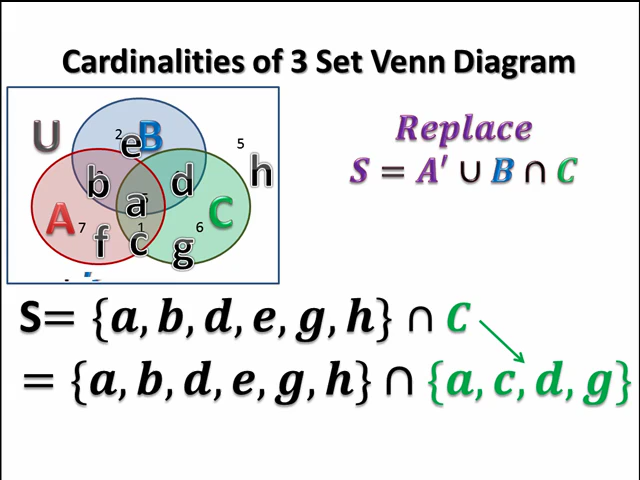 Cardinalities of 3 Set Venn Diagram
U
2
e
B
5
h
b
d
a
A
7
f
1
c
C
6
g
Replace
S = A′ ∪ B ∩ C
S= {a, b, d, e, g, h} ∩ C
= {a, b, d, e, g, h} ∩ {a, c, d, g}